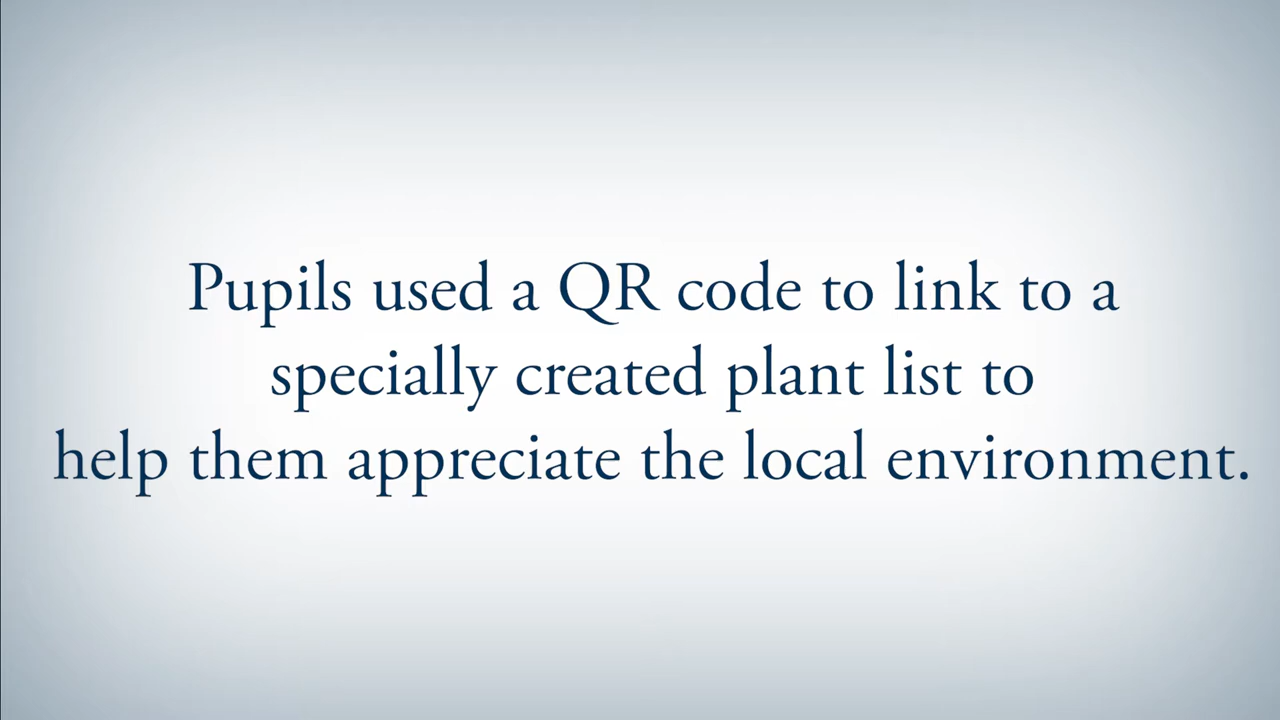 Pupils used a QR code to link to a
specially created plant list to
help them appreciate the local environment.